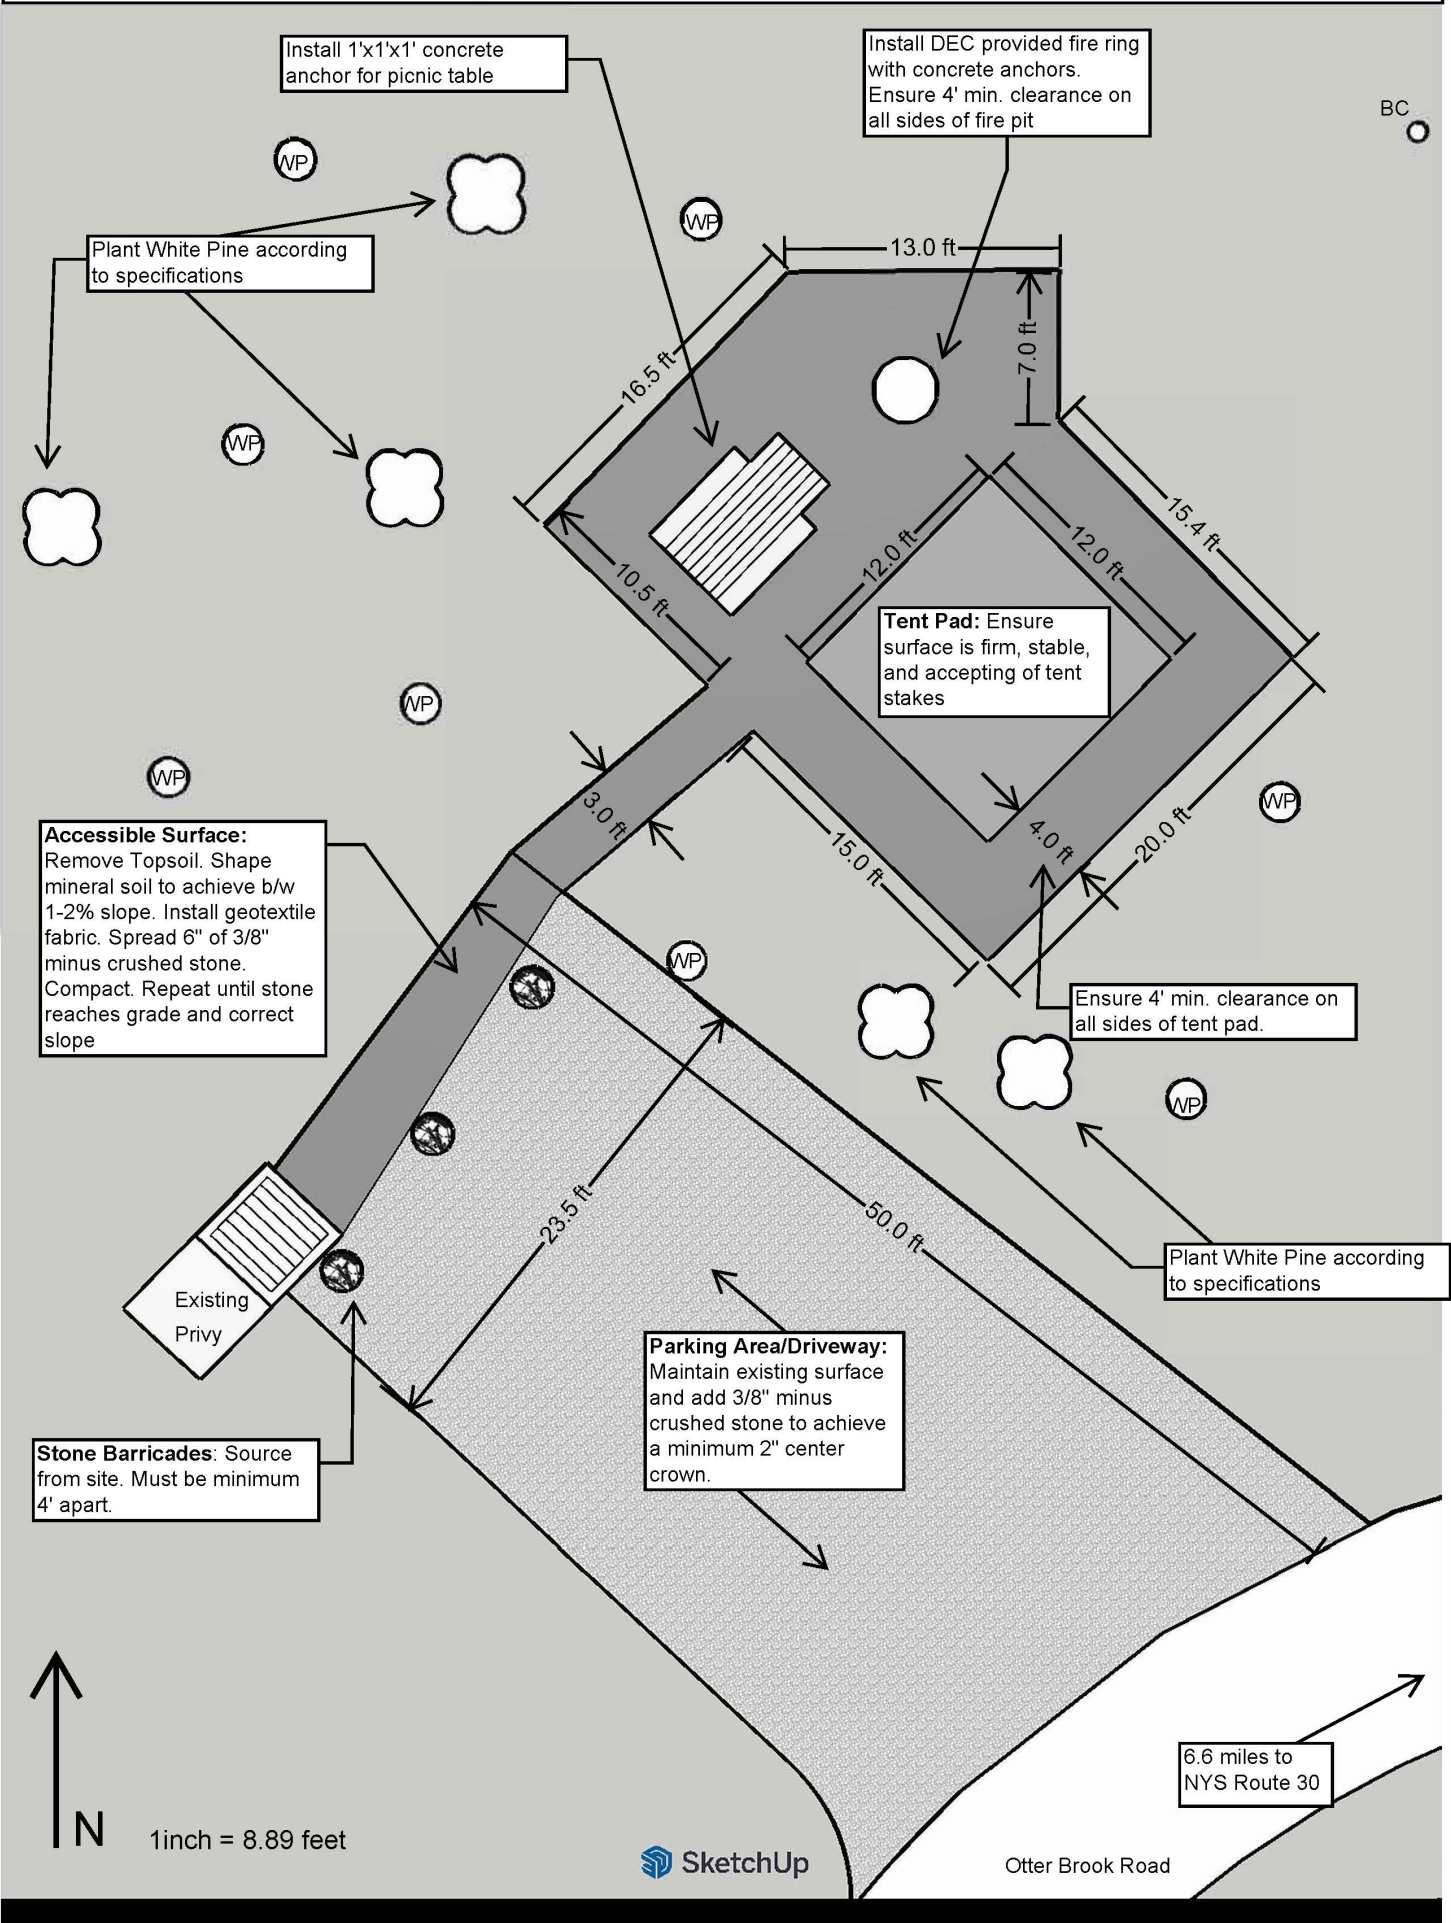 Install 1'x1'x1' concrete
anchor for picnic table
Install DEC provided fire ring
with concrete anchors.
Ensure 4' min. clearance on
all sides of fire pit
BC
WP
WP
13.0 ft
Plant White Pine according
to specifications
7.0 ft
16.5 ft
WP
15.4 ft
12.0 ft
12.0 ft
10.5 ft
Tent Pad: Ensure
surface is firm, stable,
and accepting of tent
stakes
WP
WP
WP
3.0 ft
4.0 ft
20.0 ft
15.0 ft
Accessible Surface:
Remove Topsoil. Shape
mineral soil to achieve b/w
1-2% slope. Install geotextile
fabric. Spread 6" of 3/8"
minus crushed stone.
Compact. Repeat until stone
reaches grade and correct
slope
WP
Ensure 4' min. clearance on
all sides of tent pad.
WP
23.5 ft
50.0 ft
Plant White Pine according
to specifications
Existing
Privy
Parking Area/Driveway:
Maintain existing surface
and add 3/8" minus
crushed stone to achieve
a minimum 2" center
crown.
Stone Barricades: Source
from site. Must be minimum
4' apart.
6.6 miles to
NYS Route 30
N
1inch = 8.89 feet
SketchUp
Otter Brook Road